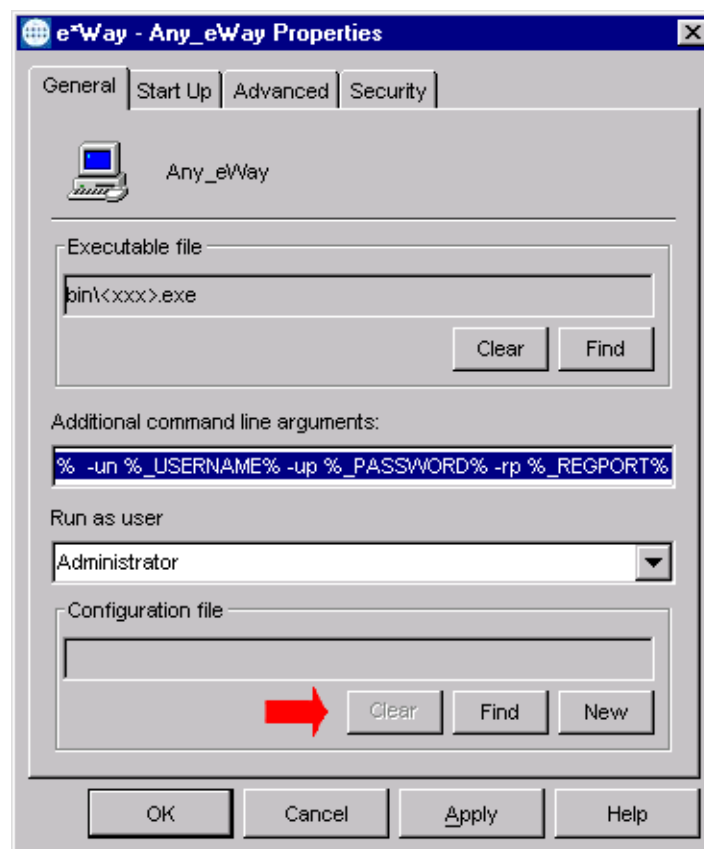 e*Way - Any_eWay Properties
General Start Up Advanced Security
Any_eWay
Executable file
bin\<xxx>.exe
Clear Find
Additional command line arguments:
% -un %_USERNAME% -up %_PASSWORD% -rp %_REGPORT%
Run as user
Administrator
Configuration file
Clear Find New
OK Cancel Apply Help